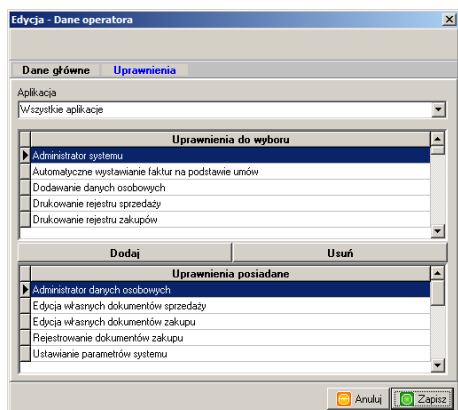 Edycja - Dane operatora
Dane główne Uprawnienia
Aplikacja
Wszystkie aplikacje
Uprawnienia do wyboru
Administrator systemu
Automatyczne wystawianie faktur na podstawie umów
Dodawanie danych osobowych
Drukowanie rejestru sprzedaży
Drukowanie rejestru zakupów
Dodaj Usuń
Uprawnienia posiadane
Administrator danych osobowych
Edycja własnych dokumentów sprzedaży
Edycja własnych dokumentów zakupu
Rejestrowanie dokumentów zakupu
Ustawianie parametrów systemu
Anuluj Zapisz